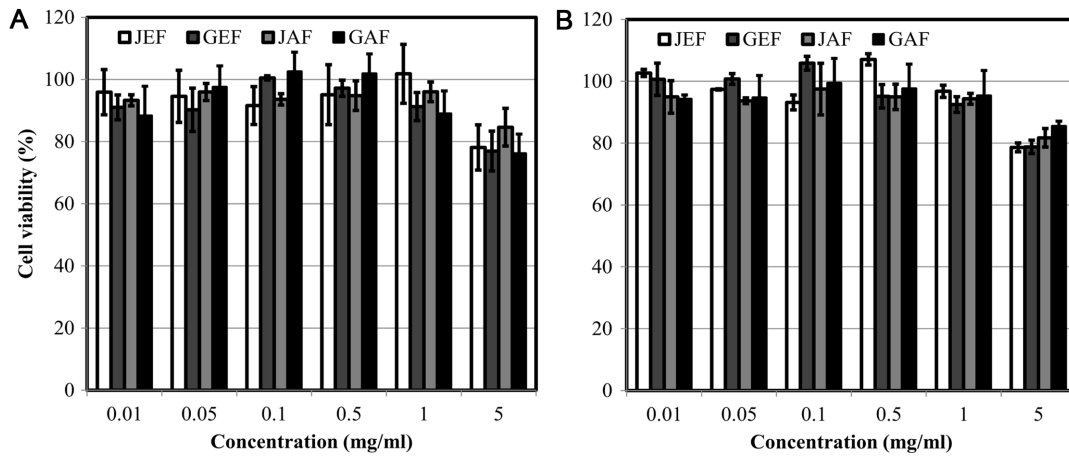 A
120
JEF GEF JAF GAF
100
80
60
40
20
0
Cell viability (%)
0.01 0.05 0.1 0.5 1 5
Concentration (mg/ml)
B
120
JEF GEF JAF GAF
100
80
60
40
20
0
0.01 0.05 0.1 0.5 1 5
Concentration (mg/ml)